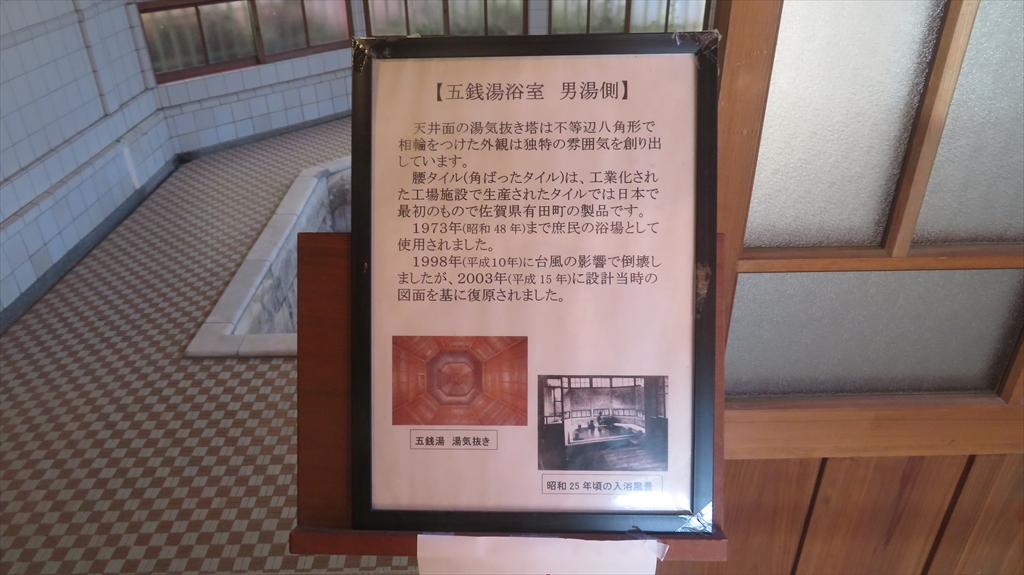 【五銭湯浴室　男湯側】
天井面の湯気抜き塔は不等辺八角形で
相輪をつけた外観は独特の雰囲気を創り出
しています。
腰タイル(角ばったタイル)は、工業化され
た工場施設で生産されたタイルでは日本で
最初のもので佐賀県有田町の製品です。
1973年(昭和 48 年)まで庶民の浴場として
使用されました。
1998年(平成10年)に台風の影響で倒壊し
ましたが、2003年(平成 15 年)に設計当時の
図面を基に復原されました。
五銭湯　湯気抜き
昭和 25 年頃の入浴風景